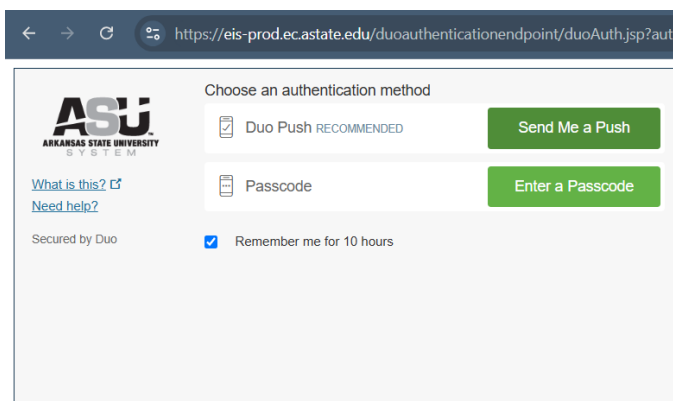 https://eis-prod.ec.astate.edu/duoauthenticationendpoint/duoAuth.jsp?aut
ASU
ARKANSAS STATE UNIVERSITY
SYSTEM
What is this?
Need help?
Secured by Duo
Choose an authentication method
Duo Push RECOMMENDED
Send Me a Push
Passcode
Enter a Passcode
Remember me for 10 hours